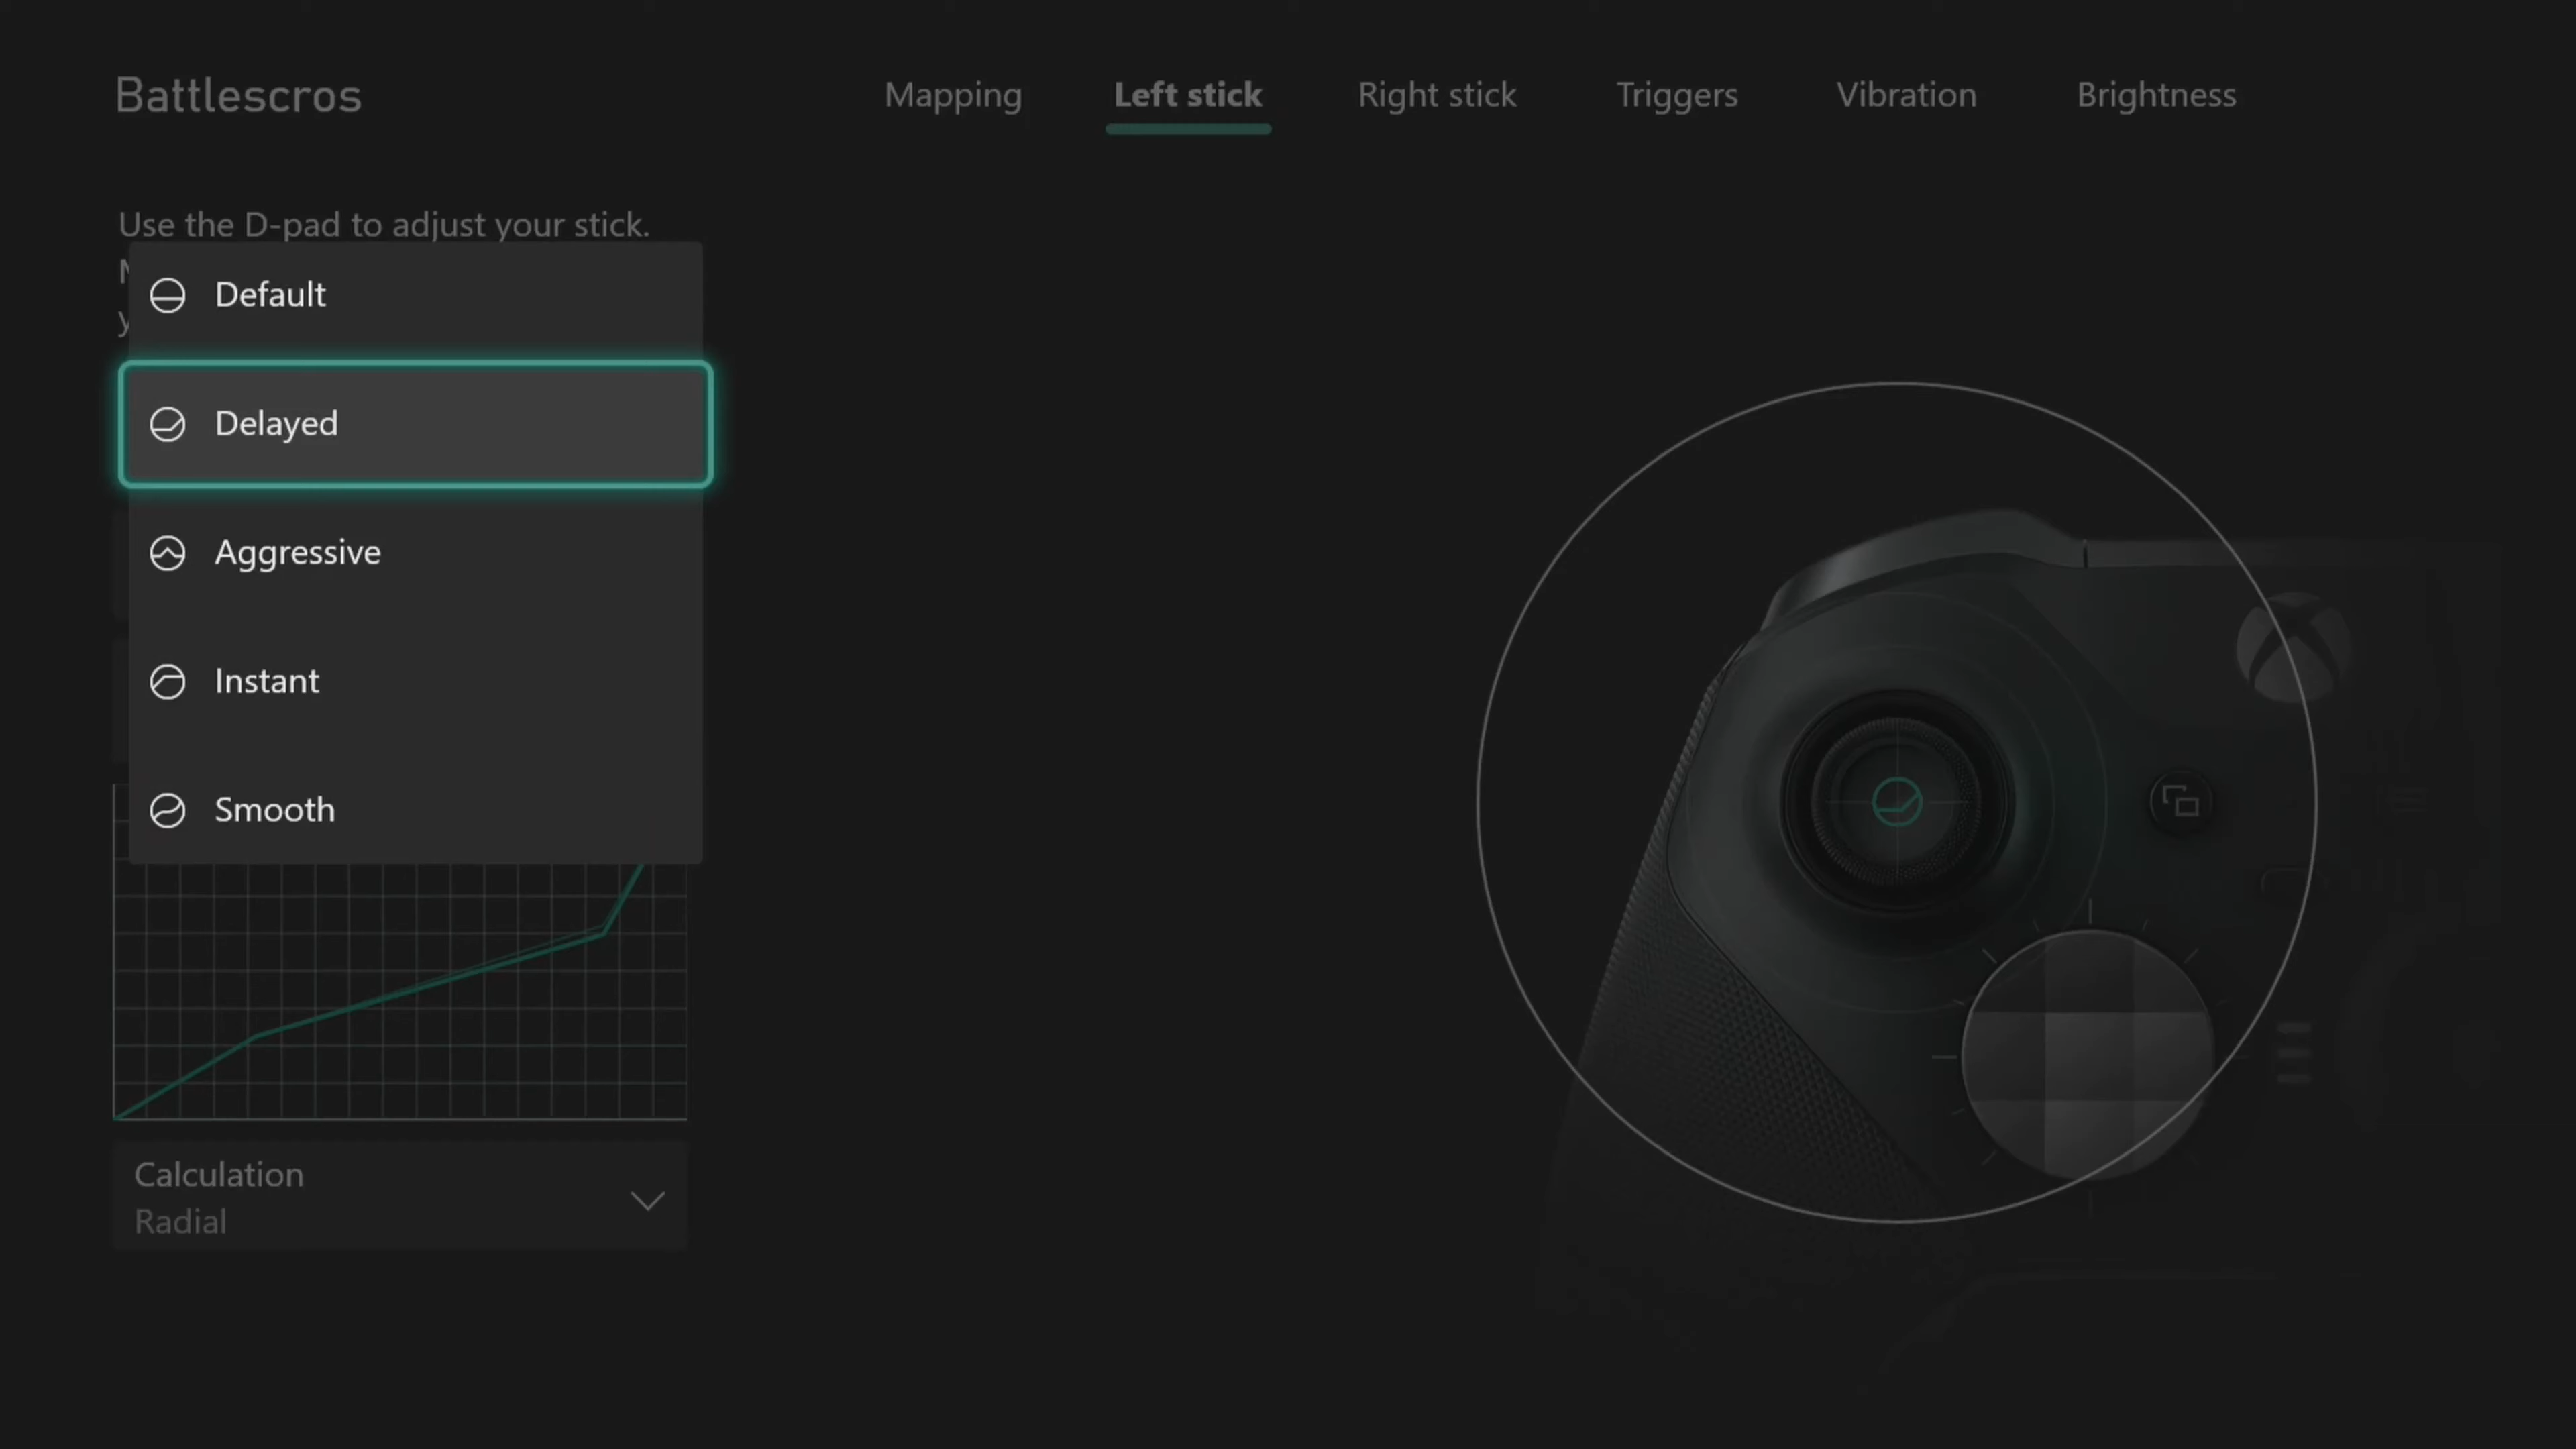 Battlescros
Mapping
Left stick
Right stick
Triggers
Vibration
Brightness
Use the D-pad to adjust your stick.
Default
Delayed
Aggressive
Instant
Smooth
Calculation
Radial